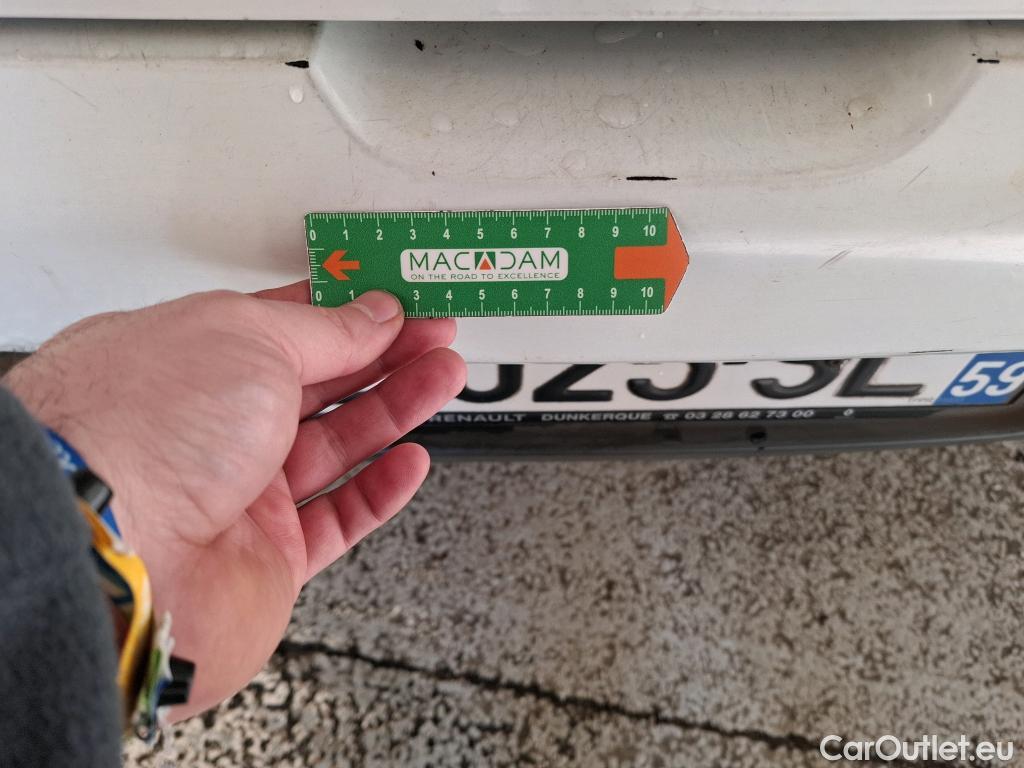 0 1 2 3 4 5 6 7 8 9 10
MACADAM
ON THE ROAD TO EXCELLENCE
0 1 3 4 5 6 7 8 9 10
59
RENAULT DUNKERQUE ☎ 03 28 62 73 00
CarOutlet.eu